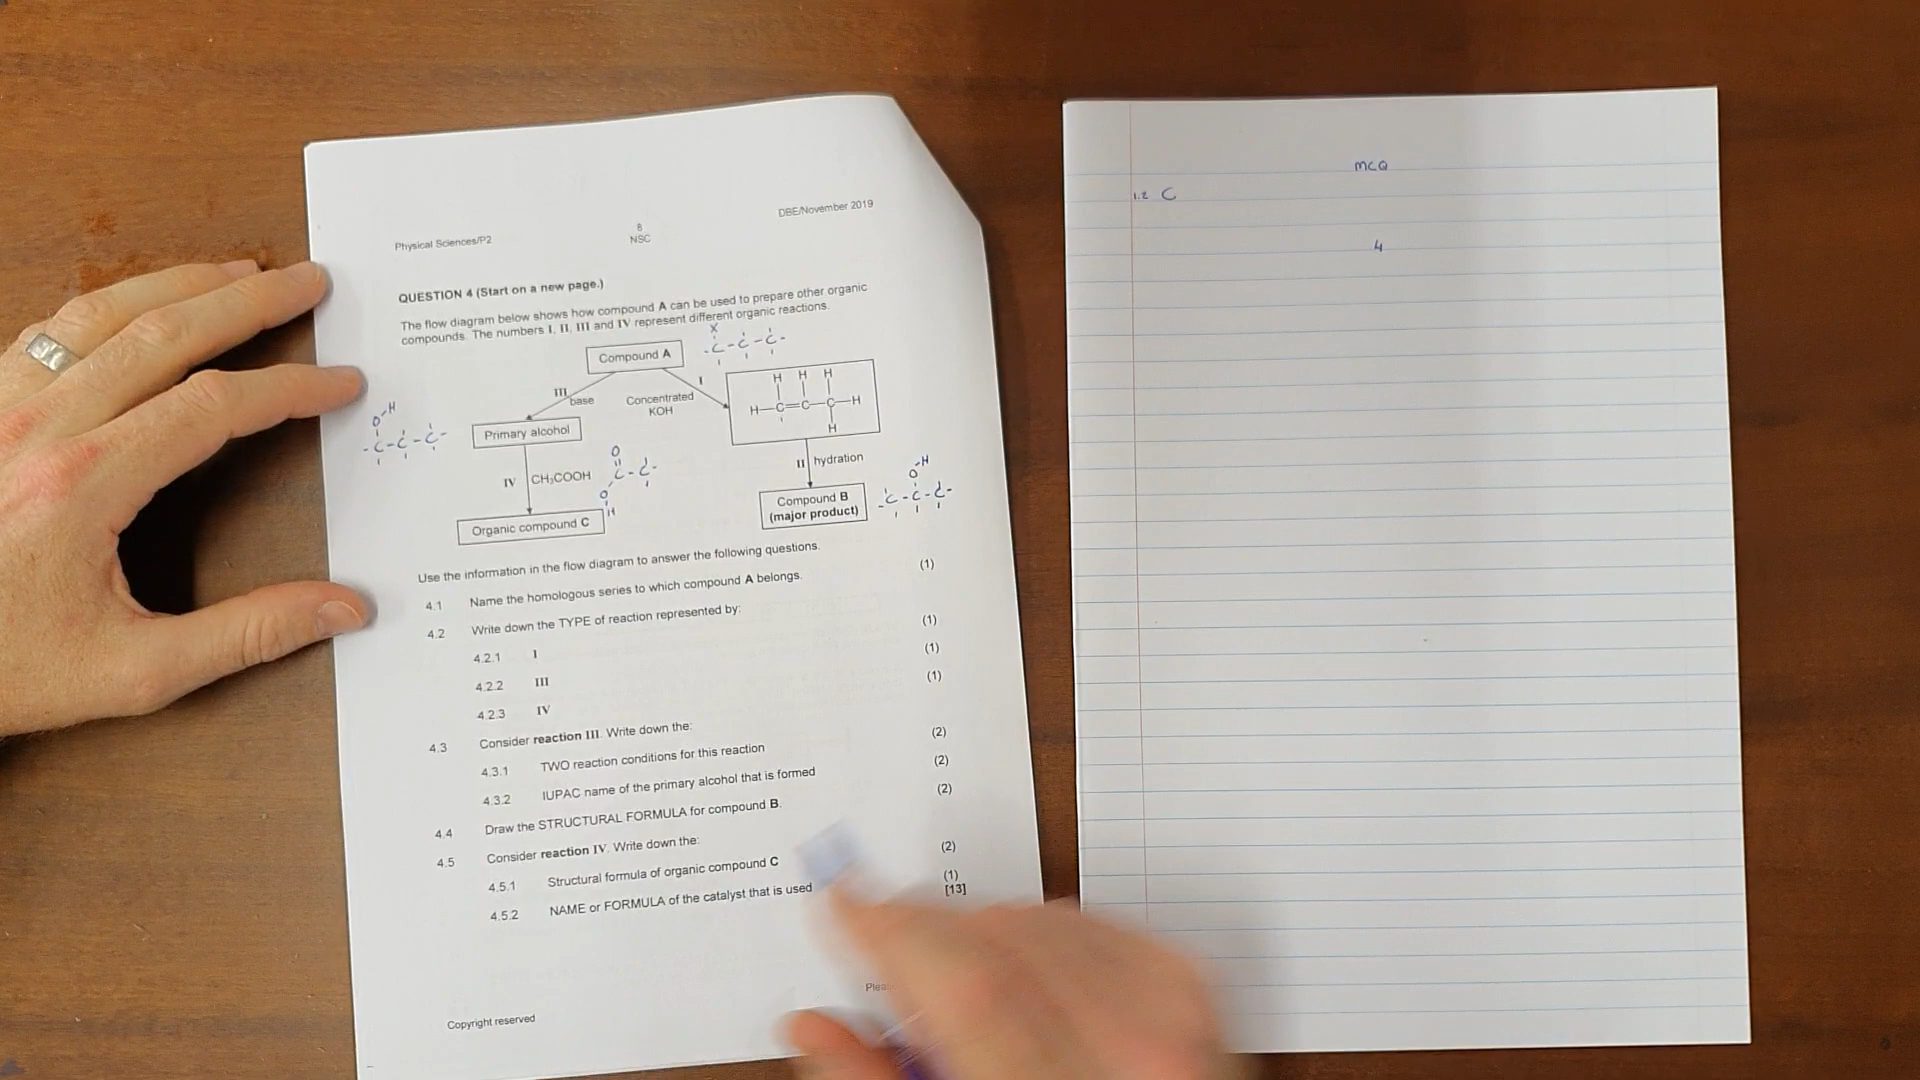 DBE/November 2019
Physical Sciences/P2
8
NSC
QUESTION 4 (Start on a new page.)
The flow diagram below shows how compound A can be used to prepare other organic
compounds. The numbers I, II, III and IV represent different organic reactions.
Compound A
X
C - C - C
III
base
Concentrated
KOH
I
H H H
H—C=C—C—H
H
O-H
C-C-C
Primary alcohol
IV
CH₃COOH
O
C-C
O
H
II
hydration
O-H
C-C-C
Compound B
(major product)
Organic compound C
Use the information in the flow diagram to answer the following questions.
4.1 Name the homologous series to which compound A belongs. (1)
4.2 Write down the TYPE of reaction represented by:
4.2.1 I (1)
4.2.2 III (1)
4.2.3 IV (1)
4.3 Consider reaction III. Write down the:
4.3.1 TWO reaction conditions for this reaction (2)
4.3.2 IUPAC name of the primary alcohol that is formed (2)
4.4 Draw the STRUCTURAL FORMULA for compound B. (2)
4.5 Consider reaction IV. Write down the:
4.5.1 Structural formula of organic compound C (2)
4.5.2 NAME or FORMULA of the catalyst that is used (1)
[13]
Copyright reserved
MCQ
1.2 C
4